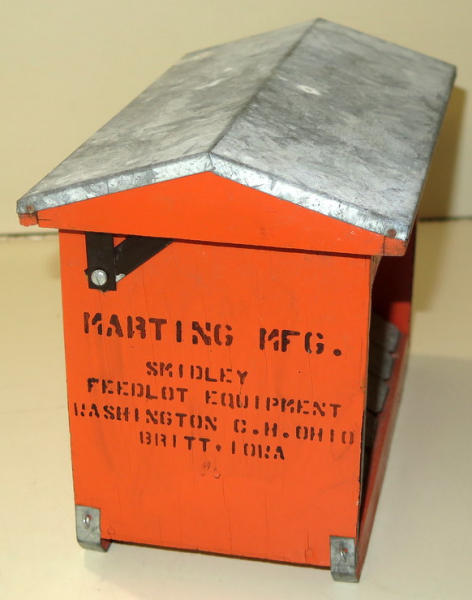 MARTING MFG.
SMIDLEY
FEEDLOT EQUIPMENT
WASHINGTON C.H. OHIO
BRITT, IOWA